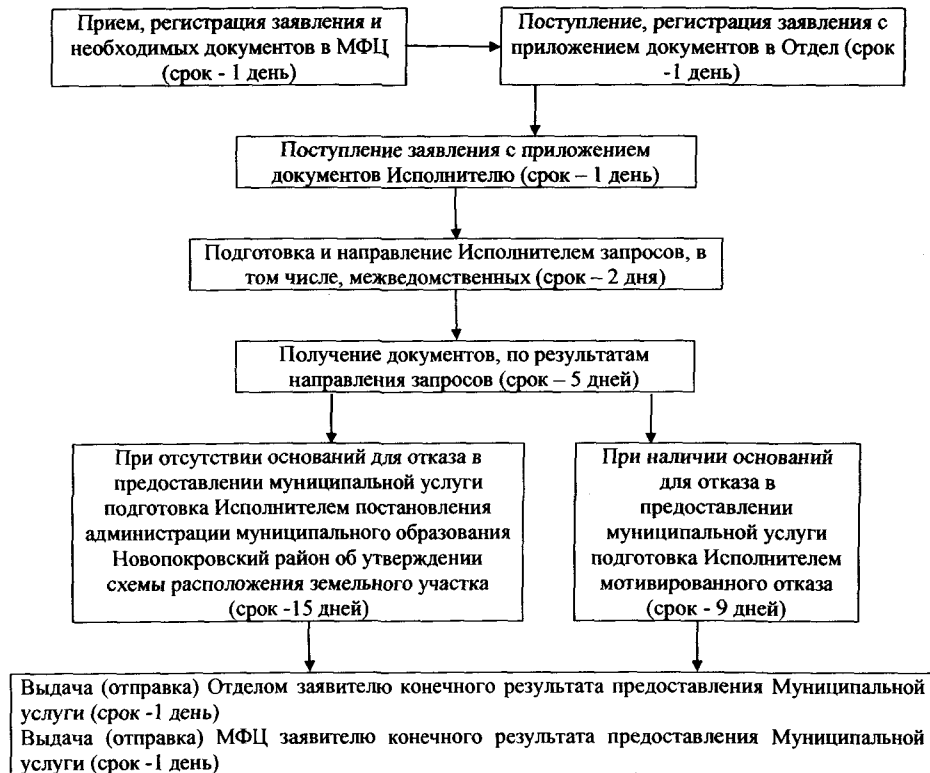 Прием, регистрация заявления и
необходимых документов в МФЦ
(срок - 1 день)
Поступление, регистрация заявления с
приложением документов в Отдел (срок
-1 день)
Поступление заявления с приложением
документов Исполнителю (срок – 1 день)
Подготовка и направление Исполнителем запросов, в
том числе, межведомственных (срок – 2 дня)
Получение документов, по результатам
направления запросов (срок – 5 дней)
При отсутствии оснований для отказа в
предоставлении муниципальной услуги
подготовка Исполнителем постановления
администрации муниципального образования
Новопокровский район об утверждении
схемы расположения земельного участка
(срок -15 дней)
При наличии оснований
для отказа в
предоставлении
муниципальной услуги
подготовка Исполнителем
мотивированного отказа
(срок - 9 дней)
Выдача (отправка) Отделом заявителю конечного результата предоставления Муниципальной
услуги (срок -1 день)
Выдача (отправка) МФЦ заявителю конечного результата предоставления Муниципальной
услуги (срок -1 день)